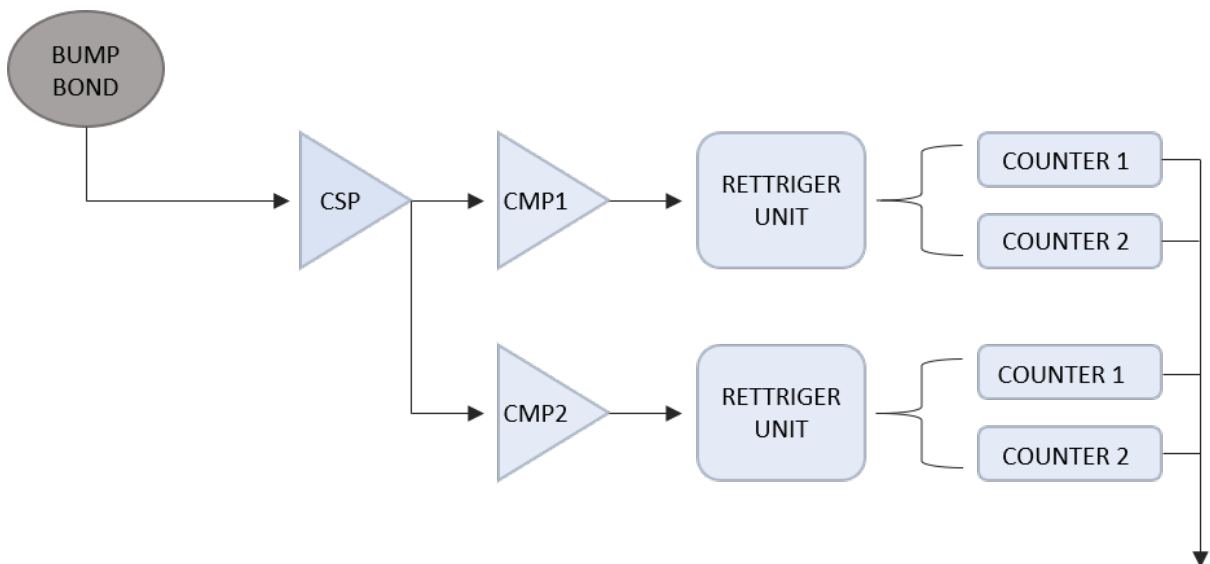 BUMP
BOND
CSP
CMP1
RETTRIGER
UNIT
COUNTER 1
COUNTER 2
CMP2
RETTRIGER
UNIT
COUNTER 1
COUNTER 2